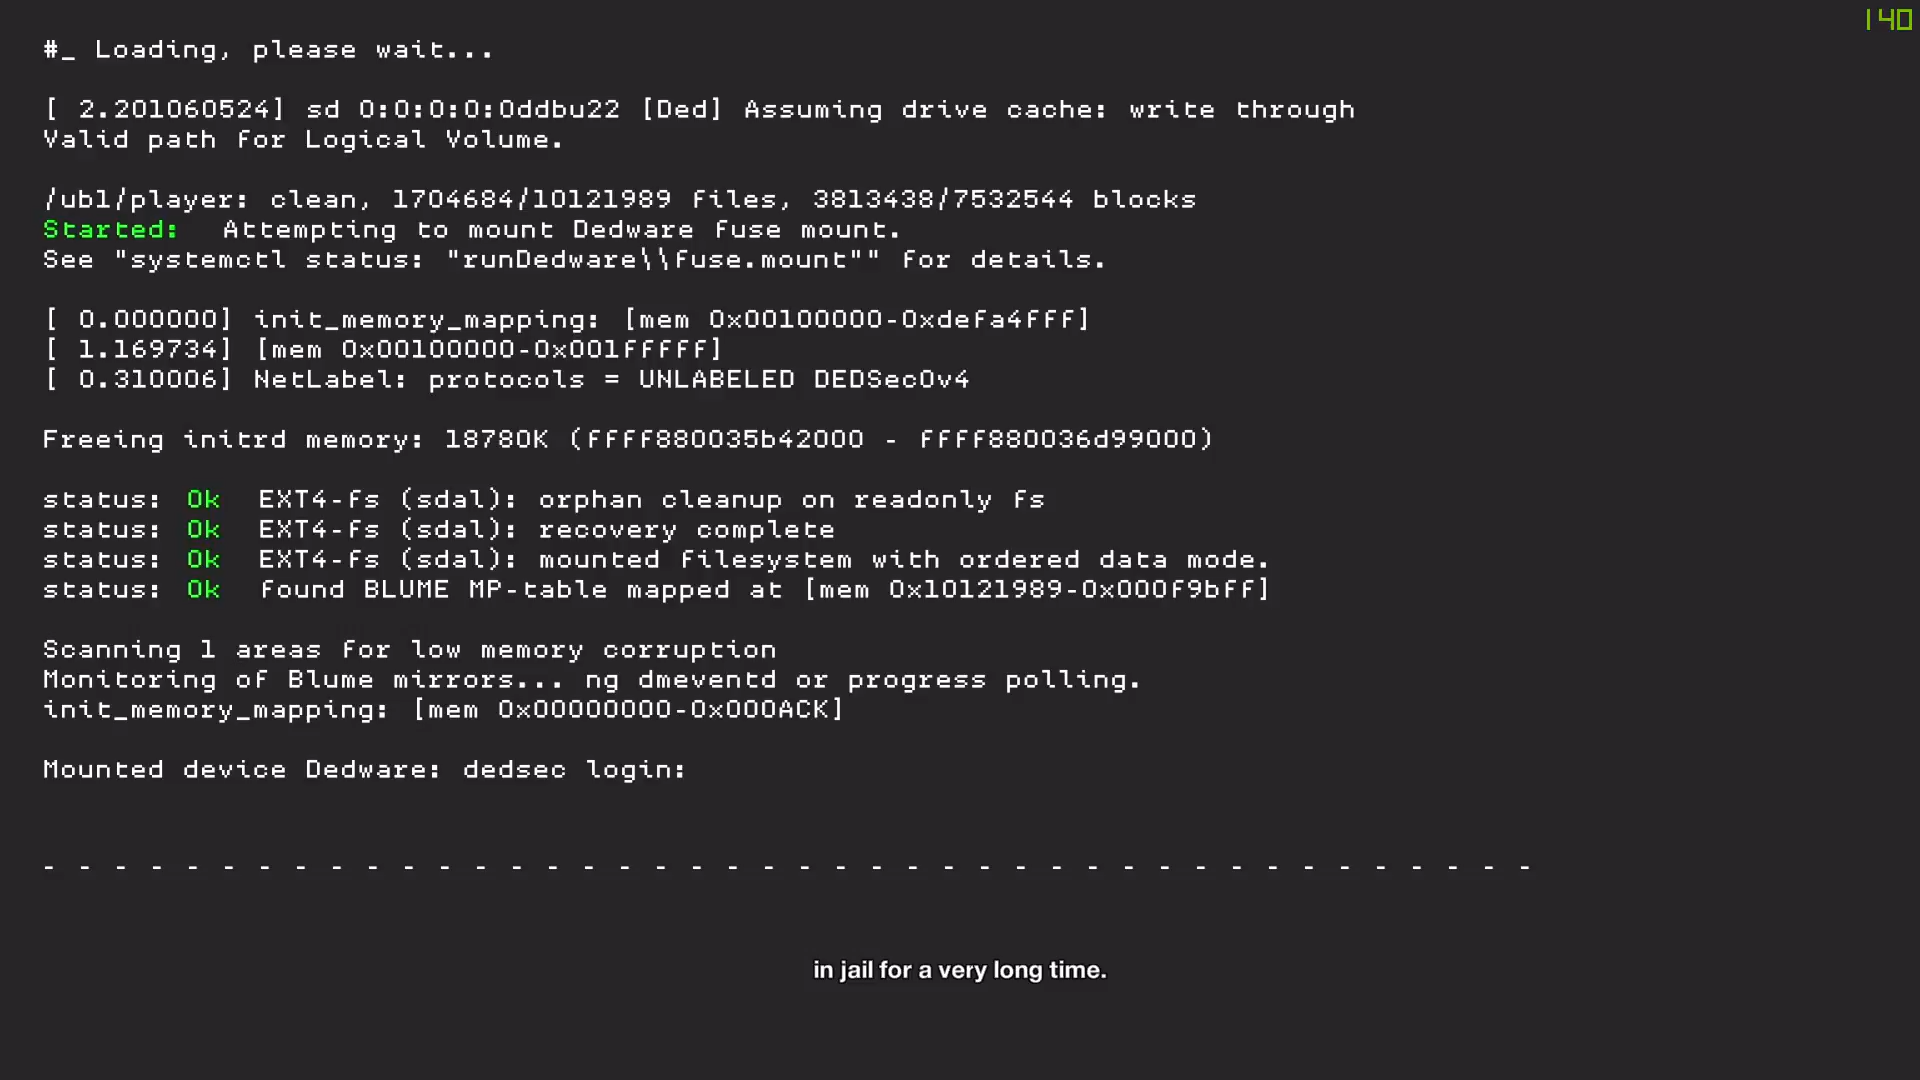 140
#_ Loading, please wait...
[ 2.201060524] sd 0:0:0:0:0ddbu22 [Ded] Assuming drive cache: write through
Valid path for Logical Volume.
/ubl/player: clean, 1704684/10121989 files, 3813438/7532544 blocks
Started: Attempting to mount Dedware fuse mount.
See "systemctl status: "runDedware\\fuse.mount"" for details.
[ 0.000000] init_memory_mapping: [mem 0x00100000-0xdefa4fff]
[ 1.169734] [mem 0x00100000-0x001fffff]
[ 0.310006] NetLabel: protocols = UNLABELED DEDSecOv4
Freeing initrd memory: 18780K (ffff880035b42000 - ffff880036d99000)
status: Ok EXT4-fs (sdal): orphan cleanup on readonly fs
status: Ok EXT4-fs (sdal): recovery complete
status: Ok EXT4-fs (sdal): mounted filesystem with ordered data mode.
status: Ok found BLUME MP-table mapped at [mem 0x10121989-0x000f9bff]
Scanning 1 areas for low memory corruption
Monitoring of Blume mirrors... ng dmeventd or progress polling.
init_memory_mapping: [mem 0x00000000-0x000ACK]
Mounted device Dedware: dedsec login:
- - - - - - - - - - - - - - - - - - - - - - - - - - - - - - - - - - - - - - - - - -
in jail for a very long time.